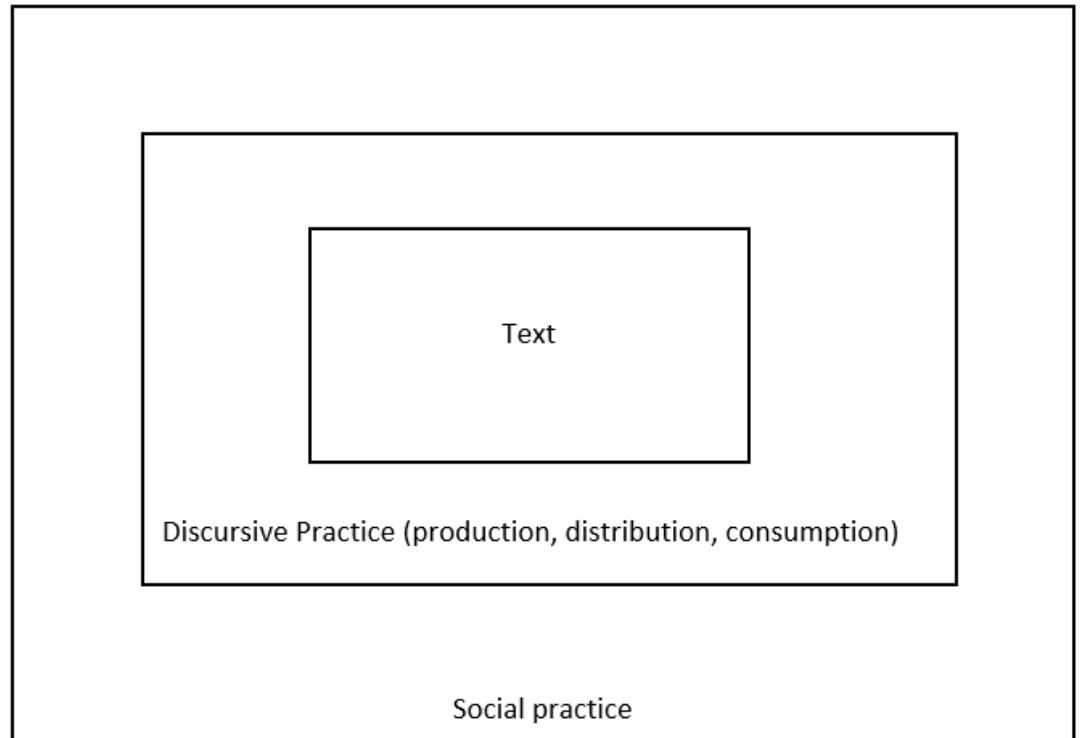 Text
Discursive Practice (production, distribution, consumption)
Social practice